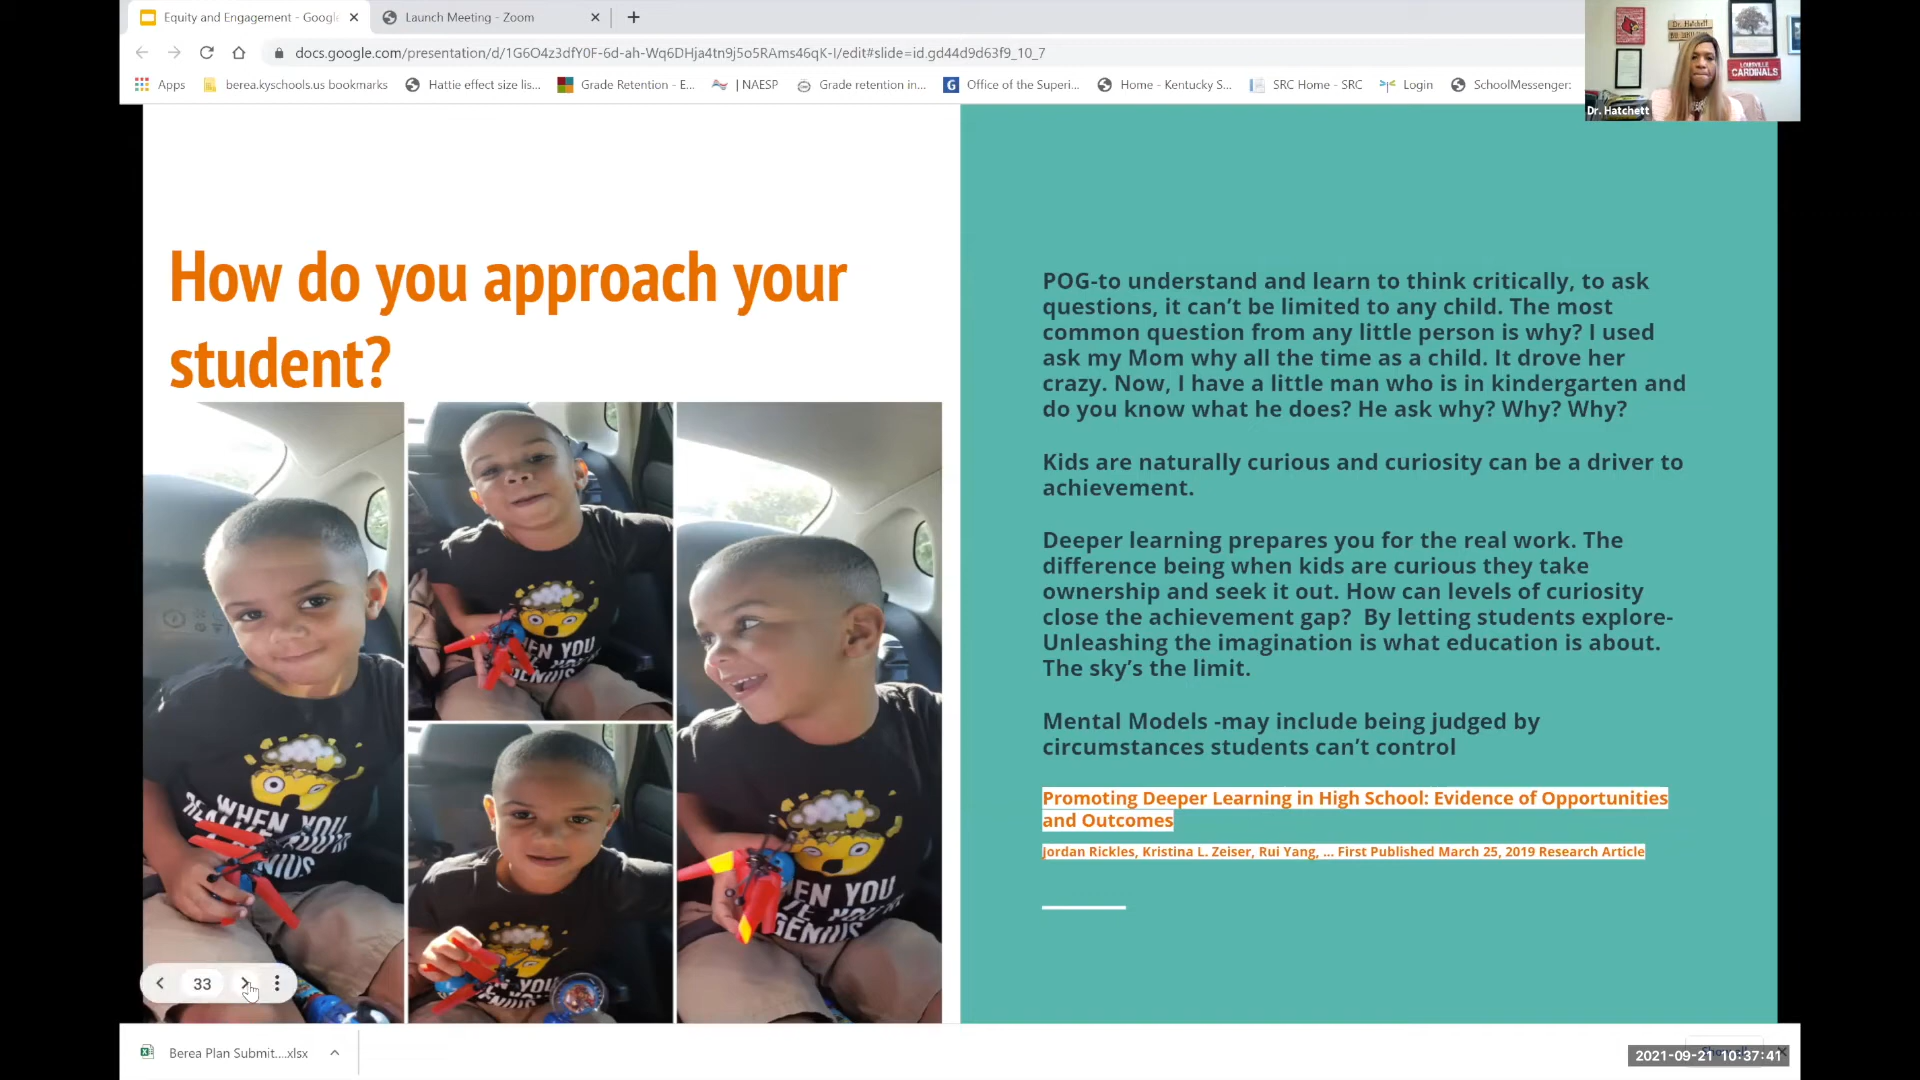 Equity and Engagement - Google
Launch Meeting - Zoom
docs.google.com/presentation/d/1G6O4z3dfY0F-6d-ah-Wq6DHja4tn9j5o5RAms46qK-I/edit#slide=id.gd44d9d63f9_10_7
Apps
berea.kyschools.us bookmarks
Hattie effect size lis...
Grade Retention - E...
| NAESP
Grade retention in...
Office of the Superi...
Home - Kentucky S...
SRC Home - SRC
Login
SchoolMessenger:
Dr. Hatchett
LOUISVILLE
CARDINALS
Dr. Hatchett
How do you approach your
student?
POG-to understand and learn to think critically, to ask
questions, it can't be limited to any child. The most
common question from any little person is why? I used
ask my Mom why all the time as a child. It drove her
crazy. Now, I have a little man who is in kindergarten and
do you know what he does? He ask why? Why? Why?
Kids are naturally curious and curiosity can be a driver to
achievement.
Deeper learning prepares you for the real work. The
difference being when kids are curious they take
ownership and seek it out. How can levels of curiosity
close the achievement gap? By letting students explore-
Unleashing the imagination is what education is about.
The sky's the limit.
Mental Models -may include being judged by
circumstances students can't control
Promoting Deeper Learning in High School: Evidence of Opportunities
and Outcomes
Jordan Rickles, Kristina L. Zeiser, Rui Yang, ... First Published March 25, 2019 Research Article
WHEN YOU
GENIUS
33
Berea Plan Submit....xlsx
2021-09-21 10:37:41